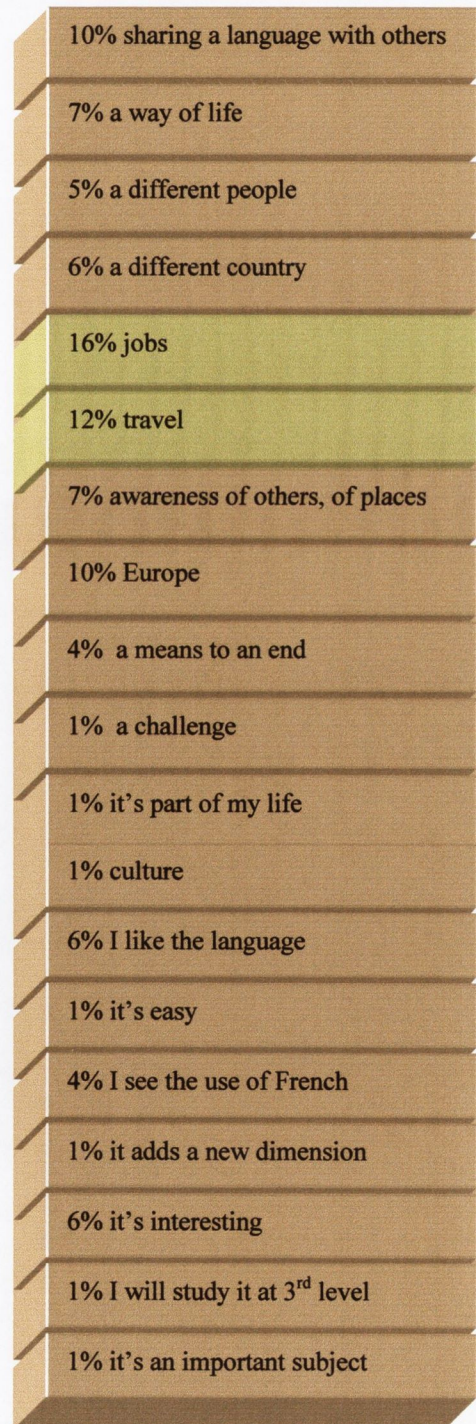 10% sharing a language with others
7% a way of life
5% a different people
6% a different country
16% jobs
12% travel
7% awareness of others, of places
10% Europe
4% a means to an end
1% a challenge
1% it’s part of my life
1% culture
6% I like the language
1% it’s easy
4% I see the use of French
1% it adds a new dimension
6% it’s interesting
1% I will study it at 3rd level
1% it’s an important subject